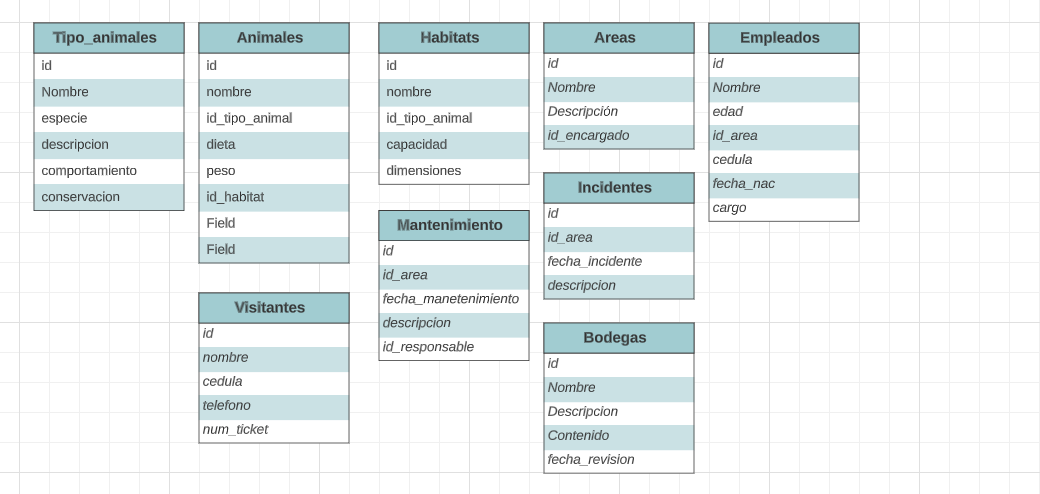 Tipo_animales
id
Nombre
especie
descripcion
comportamiento
conservacion
Animales
id
nombre
id_tipo_animal
dieta
peso
id_habitat
Field
Field
Visitantes
id
nombre
cedula
telefono
num_ticket
Habitats
id
nombre
id_tipo_animal
capacidad
dimensiones
Mantenimiento
id
id_area
fecha_manetenimiento
descripcion
id_responsable
Areas
id
Nombre
Descripción
id_encargado
Incidentes
id
id_area
fecha_incidente
descripcion
Bodegas
id
Nombre
Descripcion
Contenido
fecha_revision
Empleados
id
Nombre
edad
id_area
cedula
fecha_nac
cargo